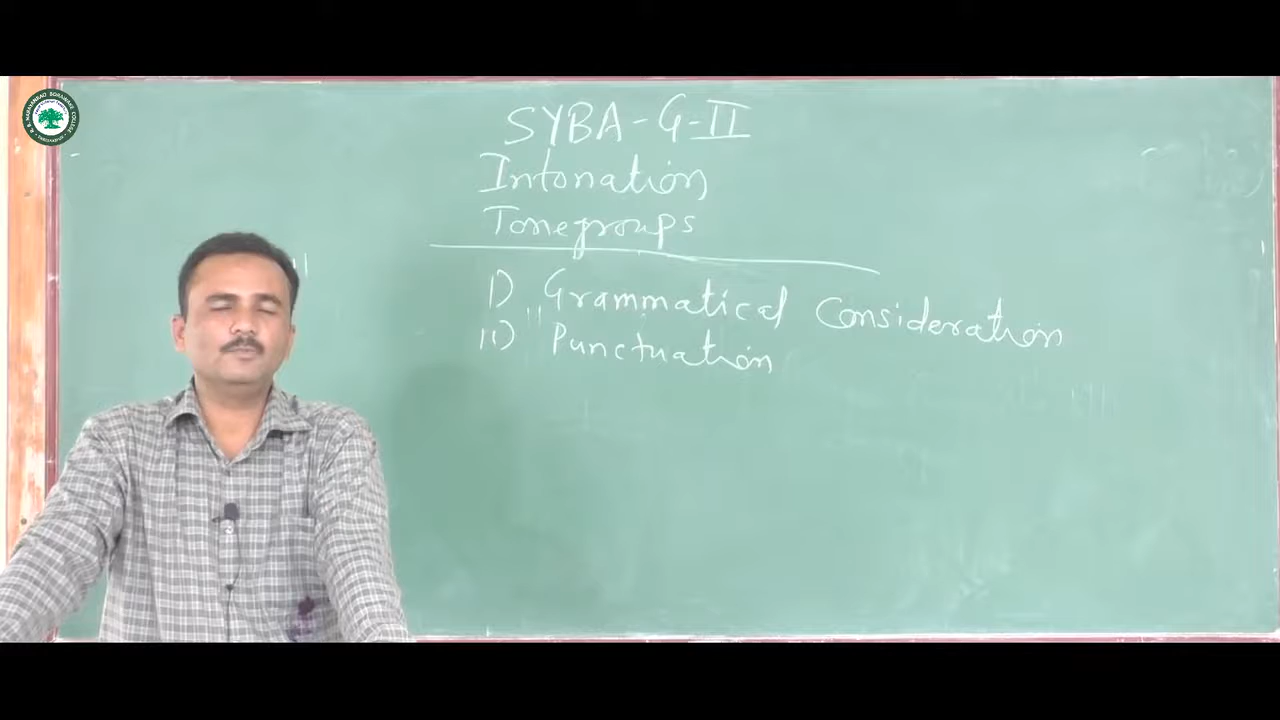 SYBA-G-II
Intonation
Tonegroups
I) Grammatical Consideration
II) Punctuation